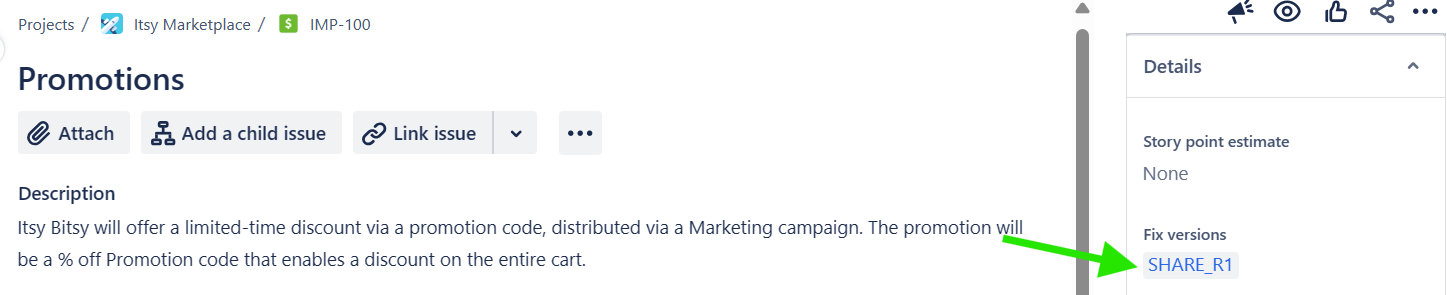 Projects / Itsy Marketplace / $ IMP-100
Promotions
Attach Add a child issue Link issue
Description
Itsy Bitsy will offer a limited-time discount via a promotion code, distributed via a Marketing campaign. The promotion will
be a % off Promotion code that enables a discount on the entire cart.
Details
Story point estimate
None
Fix versions
SHARE_R1